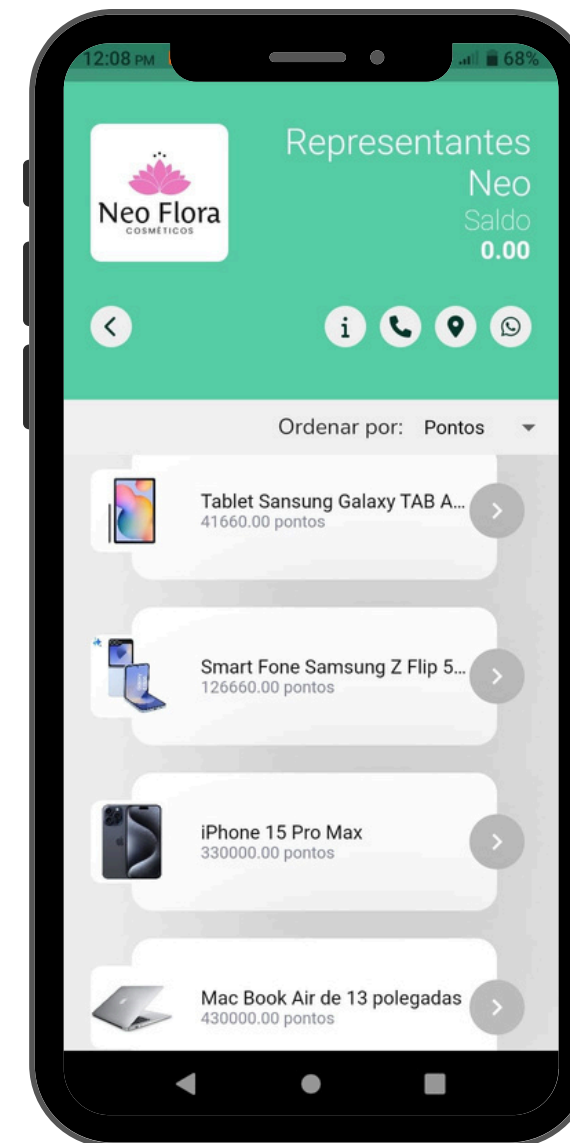 12:08 PM
68%
Neo Flora
COSMÉTICOS
Representantes
Neo
Saldo
0.00
i
Ordenar por: Pontos
Tablet Sansung Galaxy TAB A...
41660.00 pontos
Smart Fone Samsung Z Flip 5...
126660.00 pontos
iPhone 15 Pro Max
330000.00 pontos
Mac Book Air de 13 polegadas
430000.00 pontos